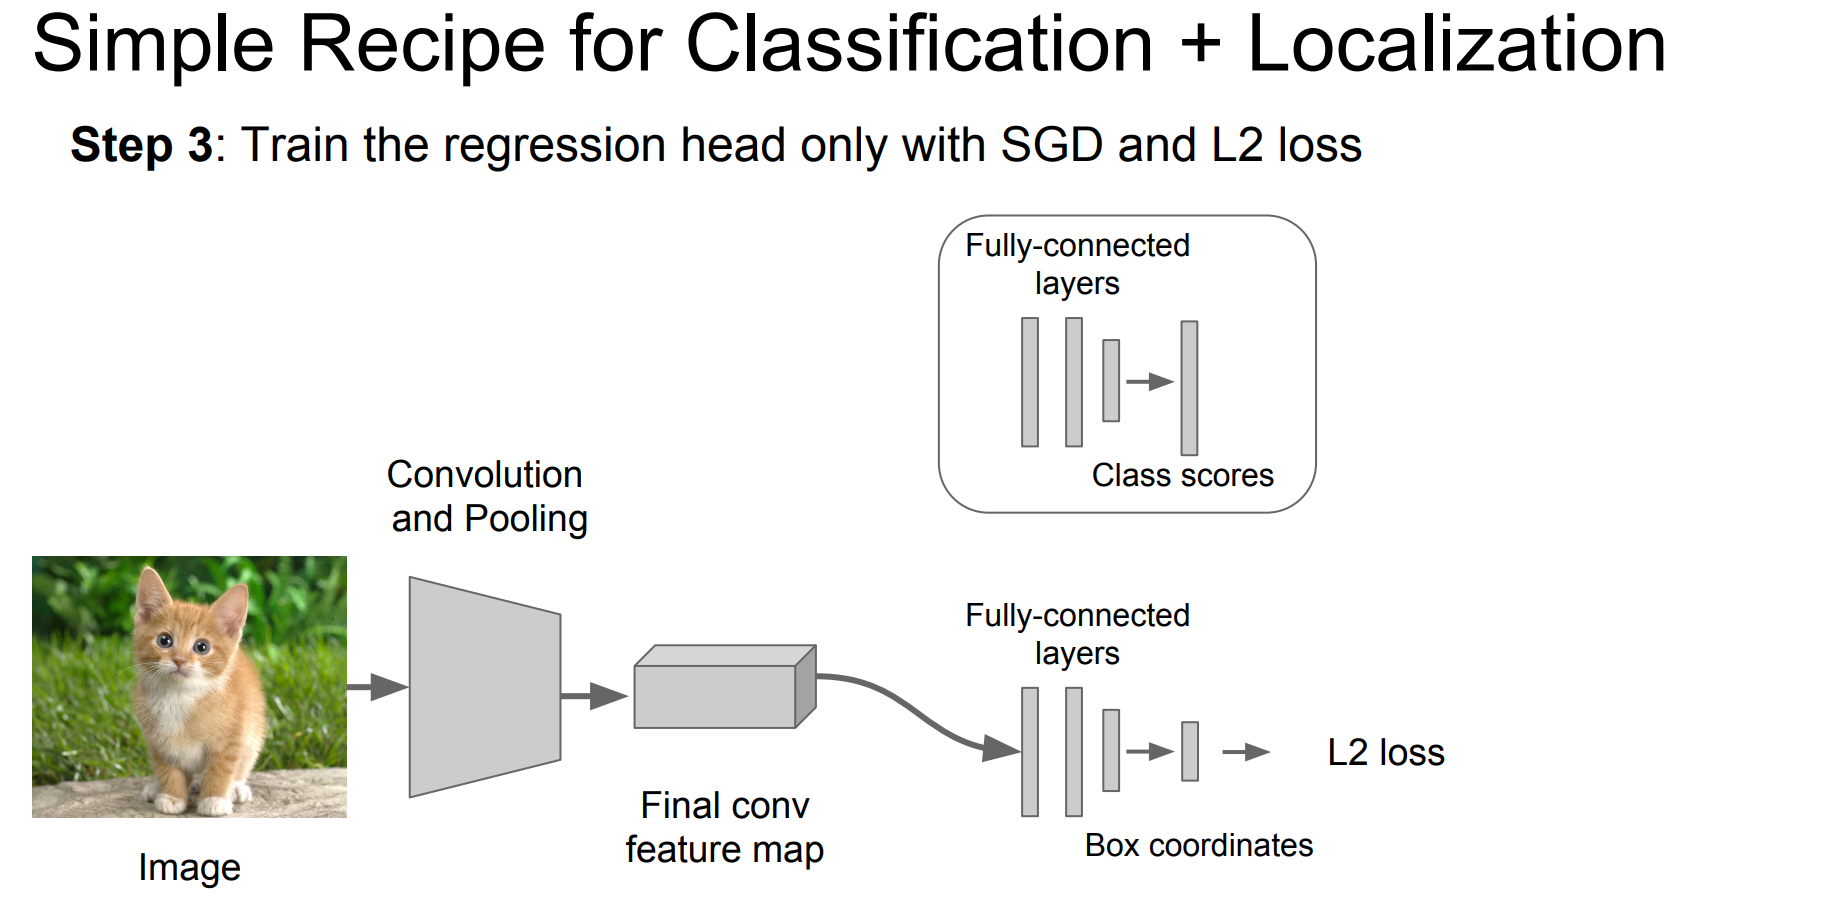 Simple Recipe for Classification + Localization
Step 3: Train the regression head only with SGD and L2 loss
Fully-connected
layers
Class scores
Convolution
and Pooling
Fully-connected
layers
L2 loss
Final conv
feature map
Box coordinates
Image